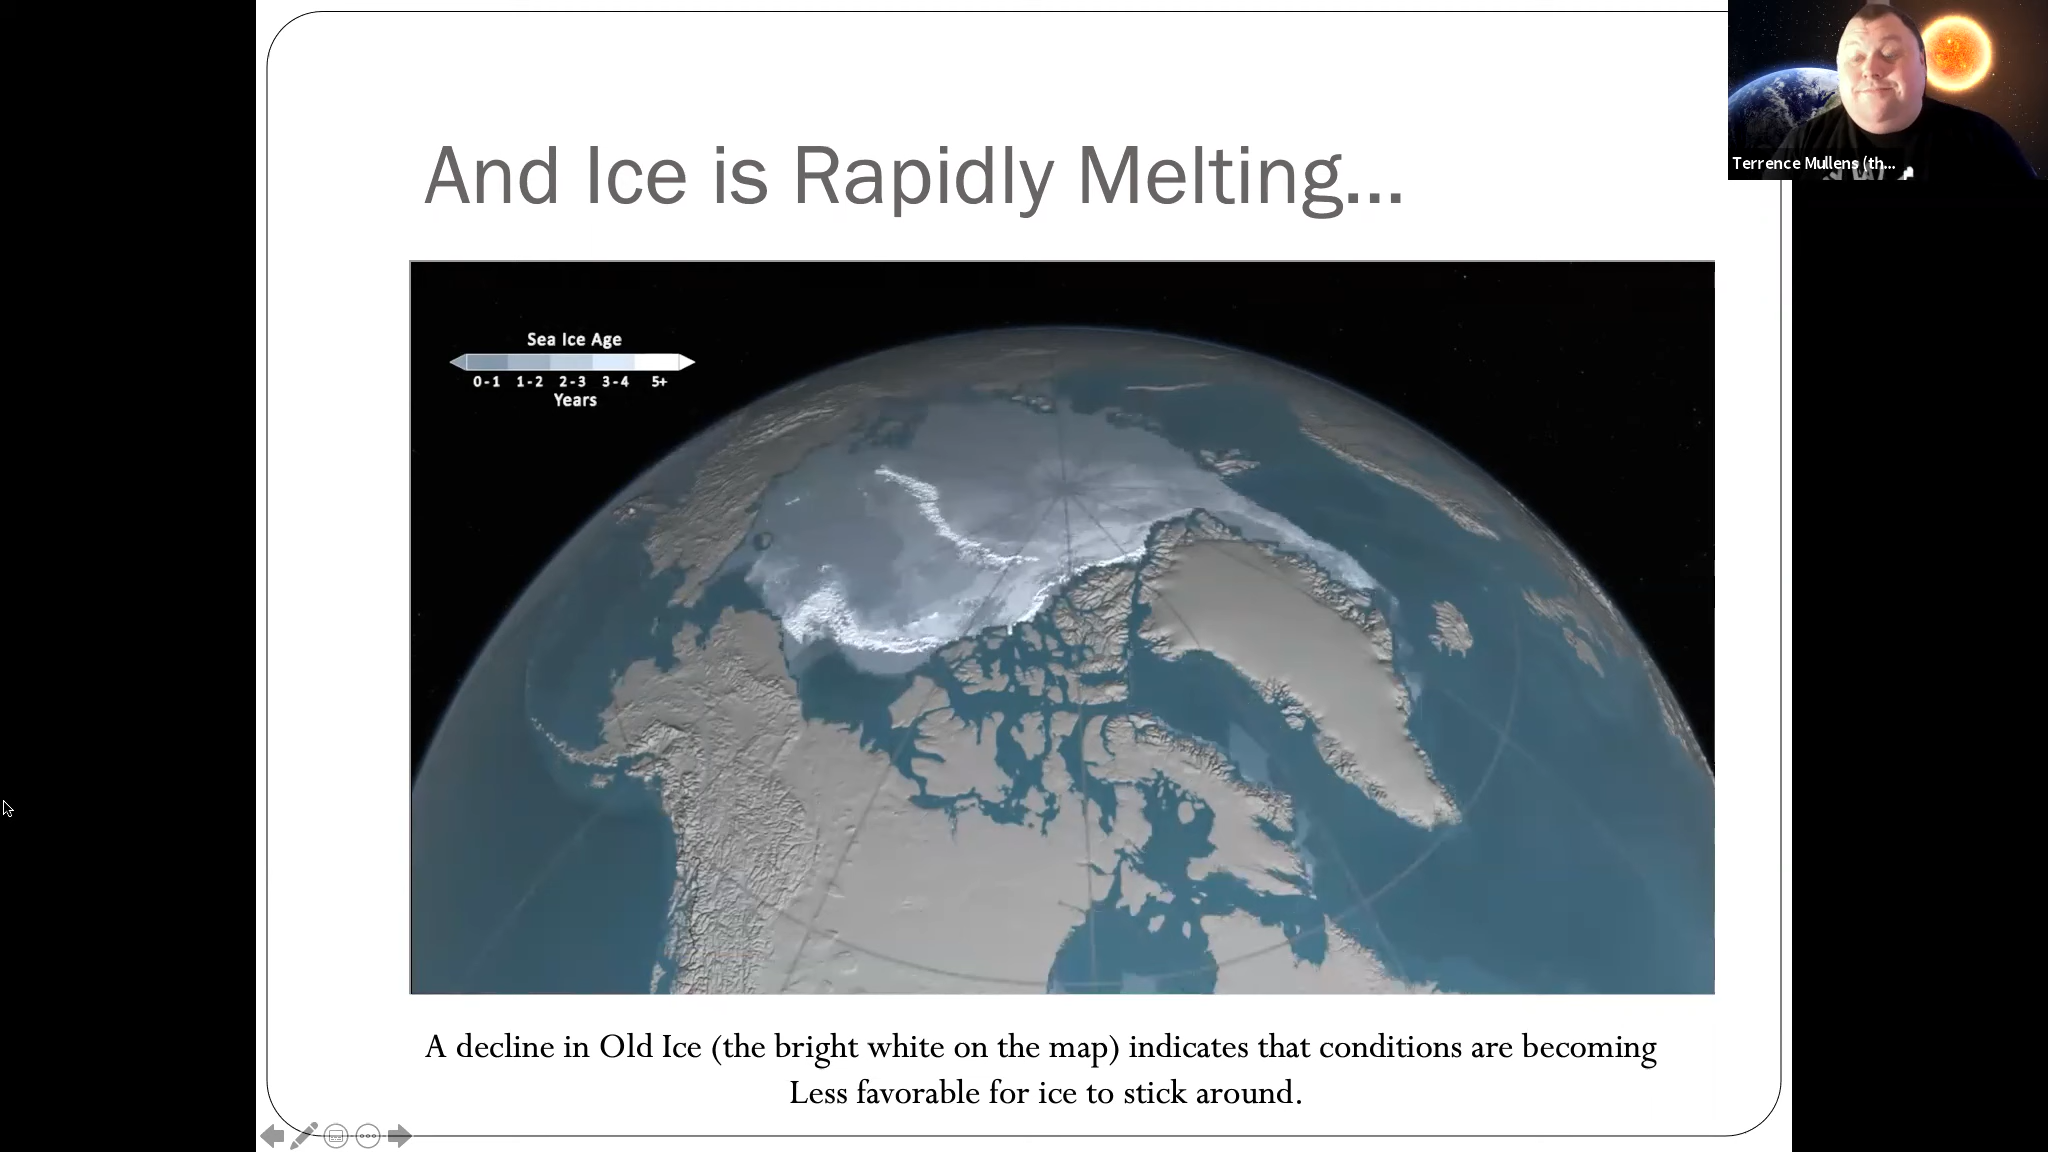 And Ice is Rapidly Melting...
Terrence Mullens (th...
Sea Ice Age
0-1 1-2 2-3 3-4 5+
Years
A decline in Old Ice (the bright white on the map) indicates that conditions are becoming
Less favorable for ice to stick around.